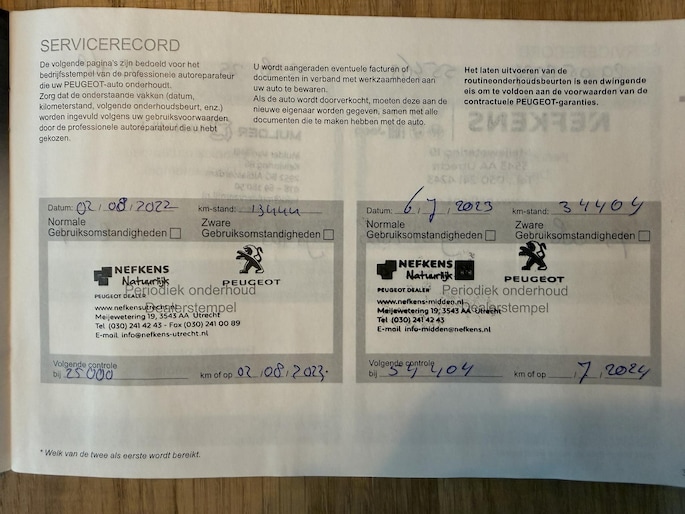 SERVICERECORD
De volgende pagina's zijn bedoeld voor het
bedrijfsstempel van de professionele autoreparateur
die uw PEUGEOT-auto onderhoudt.
Zorg dat de onderstaande vakken (datum,
kilometerstand, volgende onderhoudsbeurt, enz.)
worden ingevuld volgens uw gebruiksvoorwaarden
door de professionele autoreparateur die u hebt
gekozen.
U wordt aangeraden eventuele facturen of
documenten in verband met werkzaamheden aan
uw auto te bewaren.
Als de auto wordt doorverkocht, moeten deze aan de
nieuwe eigenaar worden gegeven, samen met alle
documenten die te maken hebben met de auto.
Het laten uitvoeren van de
routineonderhoudsbeurten is een dwingende
eis om te voldoen aan de voorwaarden van de
contractuele PEUGEOT-garanties.
Datum: 02.08.2022 km-stand: 13444
Normale
Gebruiksomstandigheden
Zware
Gebruiksomstandigheden
NEFKENS
Natuurlijk
PEUGEOT
Periodiek onderhoud
PEUGEOT DEALER
Dealerstempel
www.nefkensutrecht.nl
Meijewetering 19, 3543 AA Utrecht
Tel (030) 241 42 43 - Fax (030) 241 00 89
E-mail info@nefkens-utrecht.nl
Volgende controle
bij 25000 km of op 02.08.2023.
Datum: 6, 7, 2023 km-stand: 34404
Normale
Gebruiksomstandigheden
Zware
Gebruiksomstandigheden
NEFKENS
Natuurlijk
PEUGEOT
Periodiek onderhoud
PEUGEOT DEALER
Dealerstempel
www.nefkens-midden.nl
Meijewetering 19, 3543 AA Utrecht
Tel (030) 241 42 43
E-mail info-midden@nefkens.nl
Volgende controle
bij 54404 km of op , 7, 2024
* Welk van de twee als eerste wordt bereikt.